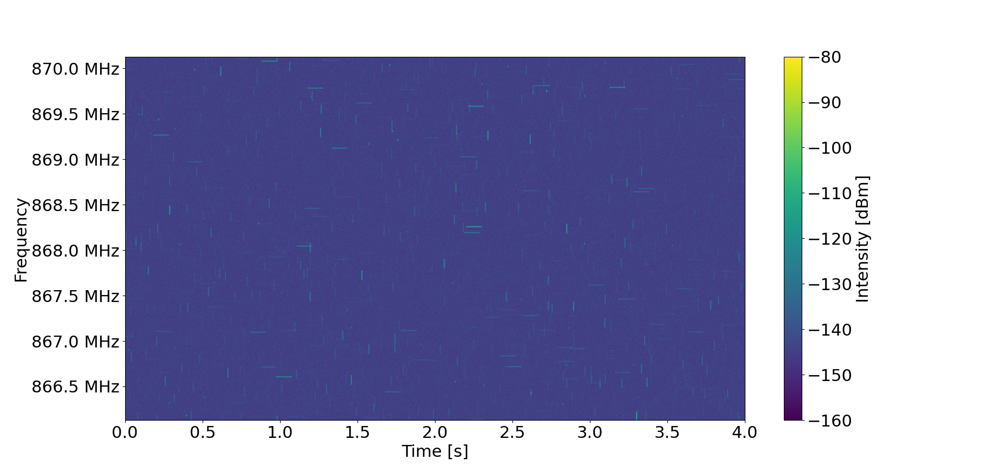 870.0 MHz
869.5 MHz
869.0 MHz
868.5 MHz
868.0 MHz
867.5 MHz
867.0 MHz
866.5 MHz
Frequency
0.0 0.5 1.0 1.5 2.0 2.5 3.0 3.5 4.0
Time [s]
−80
−90
−100
−110
−120
−130
−140
−150
−160
Intensity [dBm]